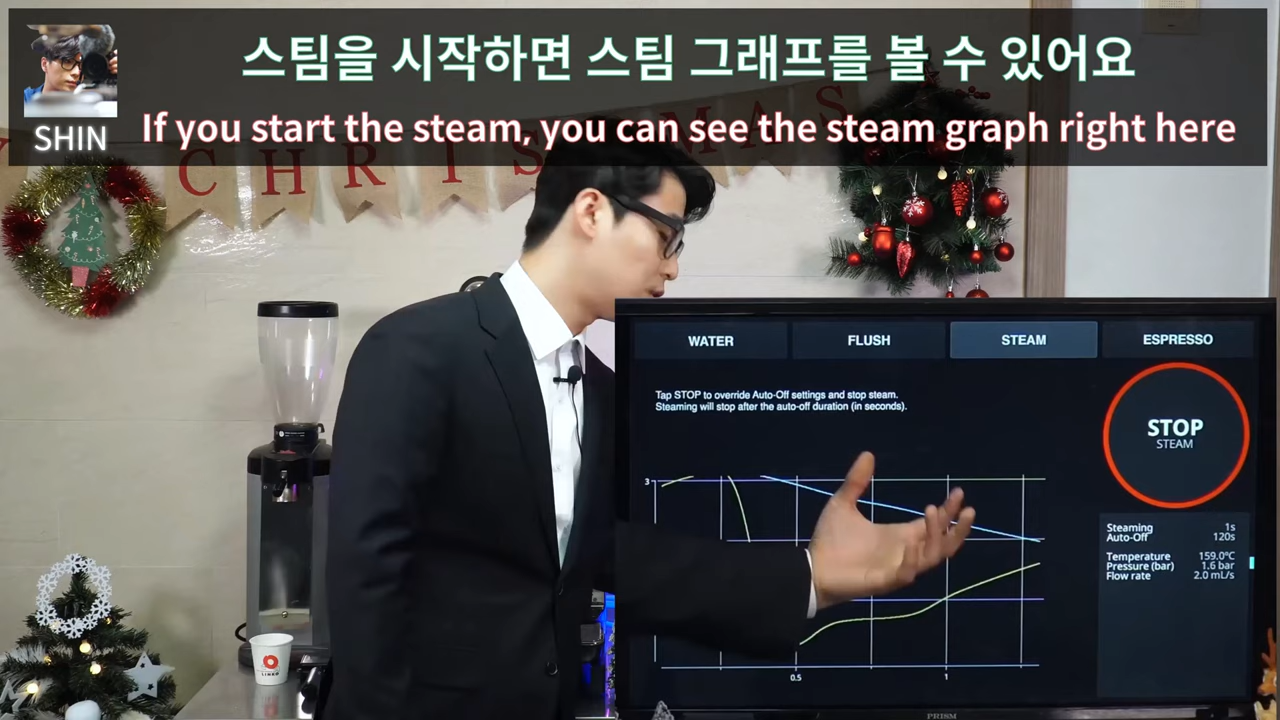 스팀을 시작하면 스팀 그래프를 볼 수 있어요
SHIN
If you start the steam, you can see the steam graph right here
CHRISTMAS
WATER
FLUSH
STEAM
ESPRESSO
Tap STOP to override Auto-Off settings and stop steam.
Steaming will stop after the auto-off duration (in seconds).
STOP
STEAM
3
0.5
1
Steaming 1s
Auto-Off 120s
Temperature 159.0°C
Pressure (bar) 1.6 bar
Flow rate 2.0 mL/s
PRISM